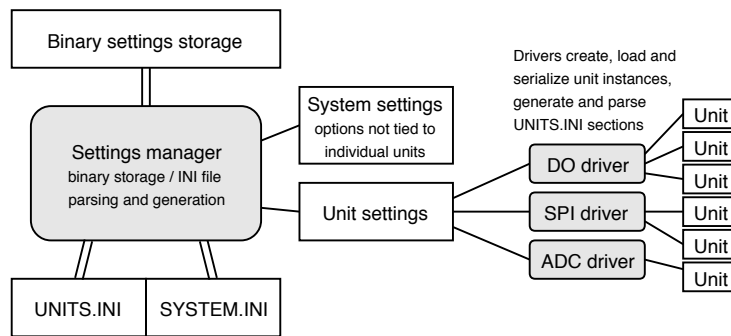 Binary settings storage
Drivers create, load and
serialize unit instances,
generate and parse
UNITS.INI sections
System settings
options not tied to
individual units
Settings manager
binary storage / INI file
parsing and generation
Unit settings
DO driver
SPI driver
ADC driver
Unit
Unit
Unit
Unit
Unit
Unit
UNITS.INI
SYSTEM.INI